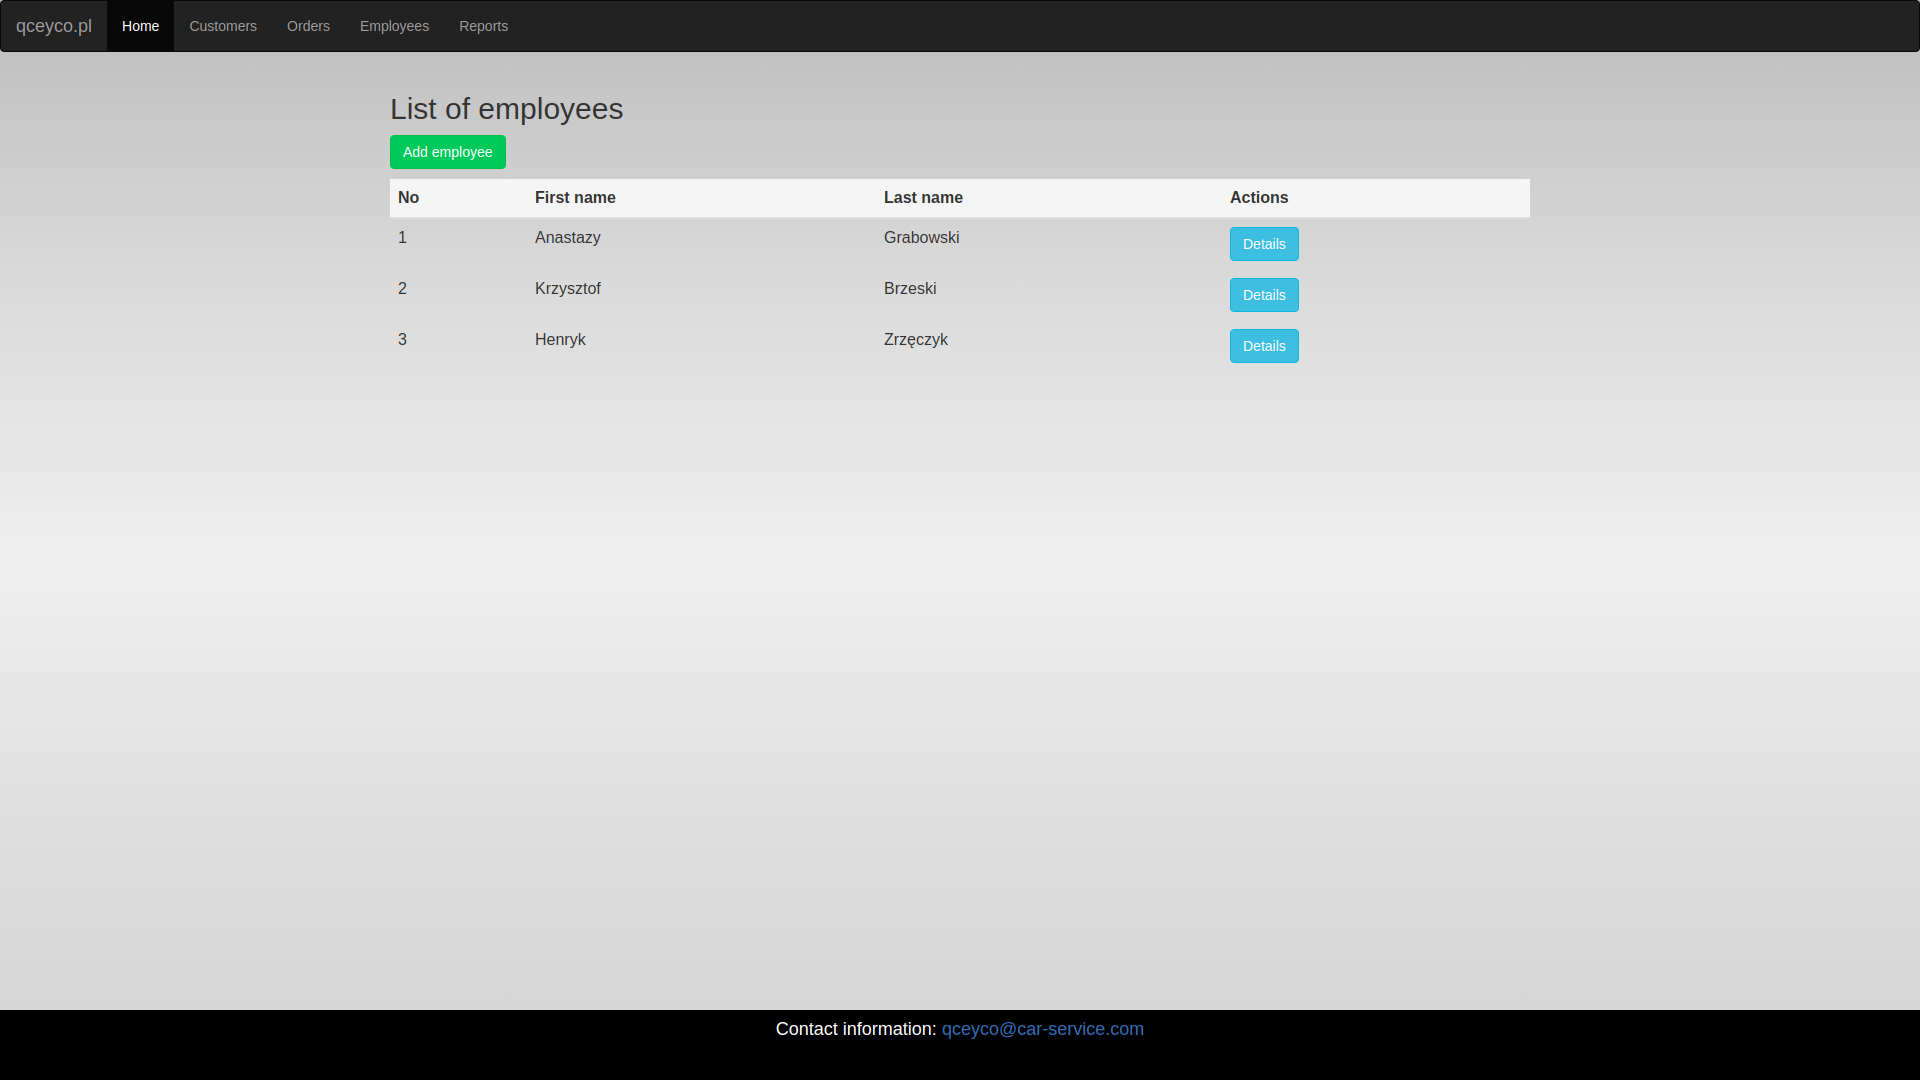 qceyco.pl Home Customers Orders Employees Reports
List of employees
Add employee
No First name Last name Actions
1 Anastazy Grabowski Details
2 Krzysztof Brzeski Details
3 Henryk Zrzęczyk Details
Contact information: qceyco@car-service.com